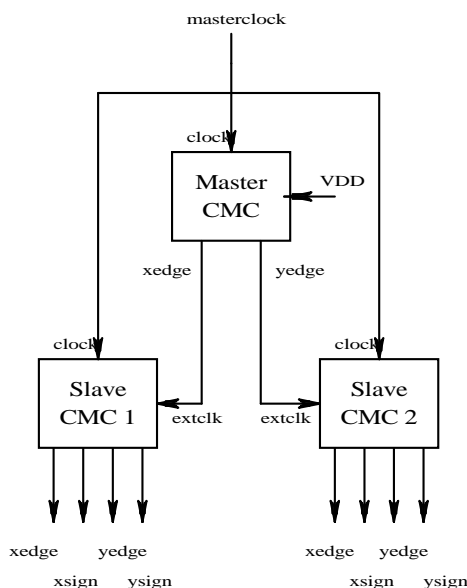 masterclock
clock
Master
CMC
VDD
xedge yedge
clock clock
Slave
CMC 1
extclk extclk
Slave
CMC 2
xedge yedge xedge yedge
xsign ysign xsign ysign